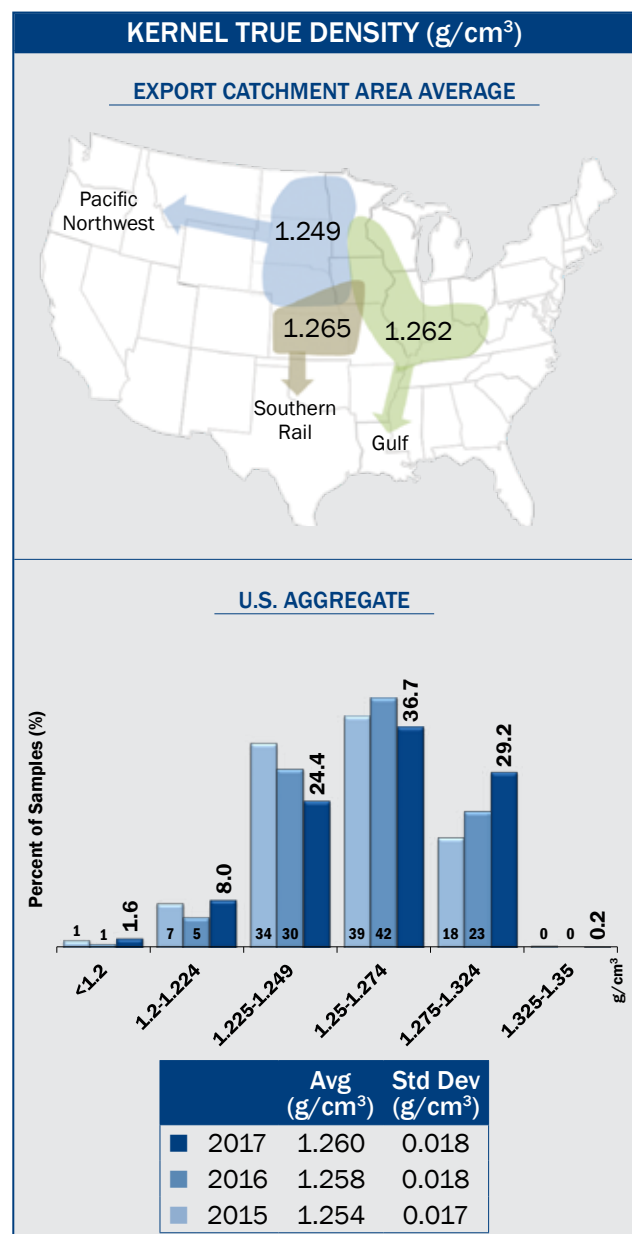 KERNEL TRUE DENSITY (g/cm³)
EXPORT CATCHMENT AREA AVERAGE
Pacific
Northwest
1.249
1.265
1.262
Southern
Rail
Gulf
U.S. AGGREGATE
Percent of Samples (%)
1 1 1.6
7 5 8.0
34 30 24.4
39 42 36.7
18 23 29.2
0 0 0.2
<1.2 1.2-1.224 1.225-1.249 1.25-1.274 1.275-1.324 1.325-1.35 g/cm³
Avg Std Dev
(g/cm³) (g/cm³)
2017 1.260 0.018
2016 1.258 0.018
2015 1.254 0.017